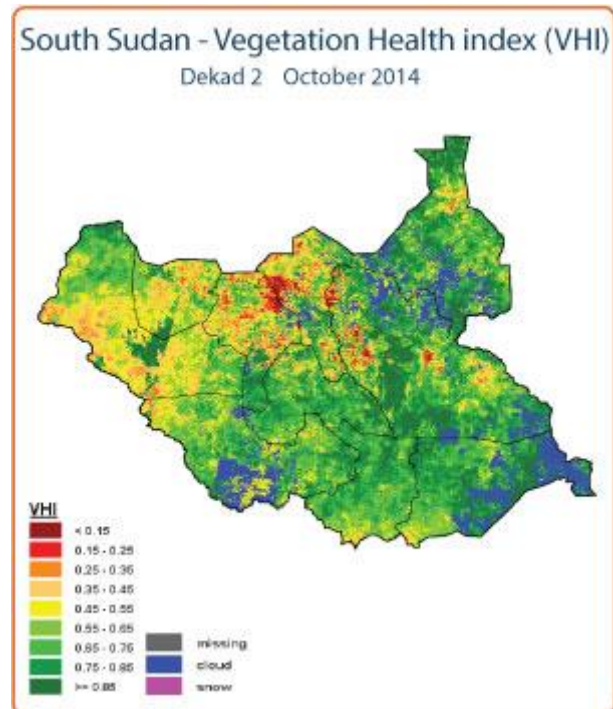 South Sudan - Vegetation Health index (VHI)
Dekad 2 October 2014
VHI
< 0.15
0.15 - 0.25
0.25 - 0.35
0.35 - 0.45
0.45 - 0.55
0.55 - 0.65
0.65 - 0.75
0.75 - 0.85
>= 0.85
missing
cloud
snow